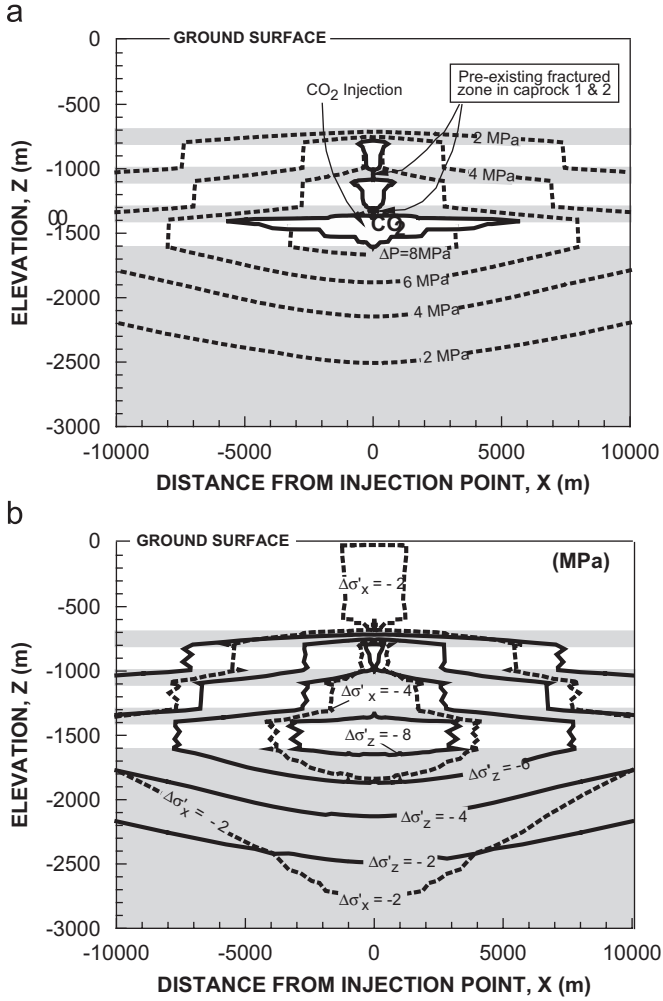 a
0
GROUND SURFACE
CO2 Injection
Pre-existing fractured
zone in caprock 1 & 2
-500
2 MPa
-1000
4 MPa
8
CO2
-1500
ΔP=8MPa
6 MPa
-2000
4 MPa
2 MPa
-2500
-3000
ELEVATION, Z (m)
-10000 -5000 0 5000 10000
DISTANCE FROM INJECTION POINT, X (m)
b
0
GROUND SURFACE
(MPa)
Δσ'x = - 2
-500
-1000
Δσ'x = - 4
Δσ'z = - 8
-1500
Δσ'z = -6
-2000
Δσ'x = - 2
Δσ'z = - 4
Δσ'z = - 2
-2500
Δσ'x = -2
-3000
ELEVATION, Z (m)
-10000 -5000 0 5000 10000
DISTANCE FROM INJECTION POINT, X (m)